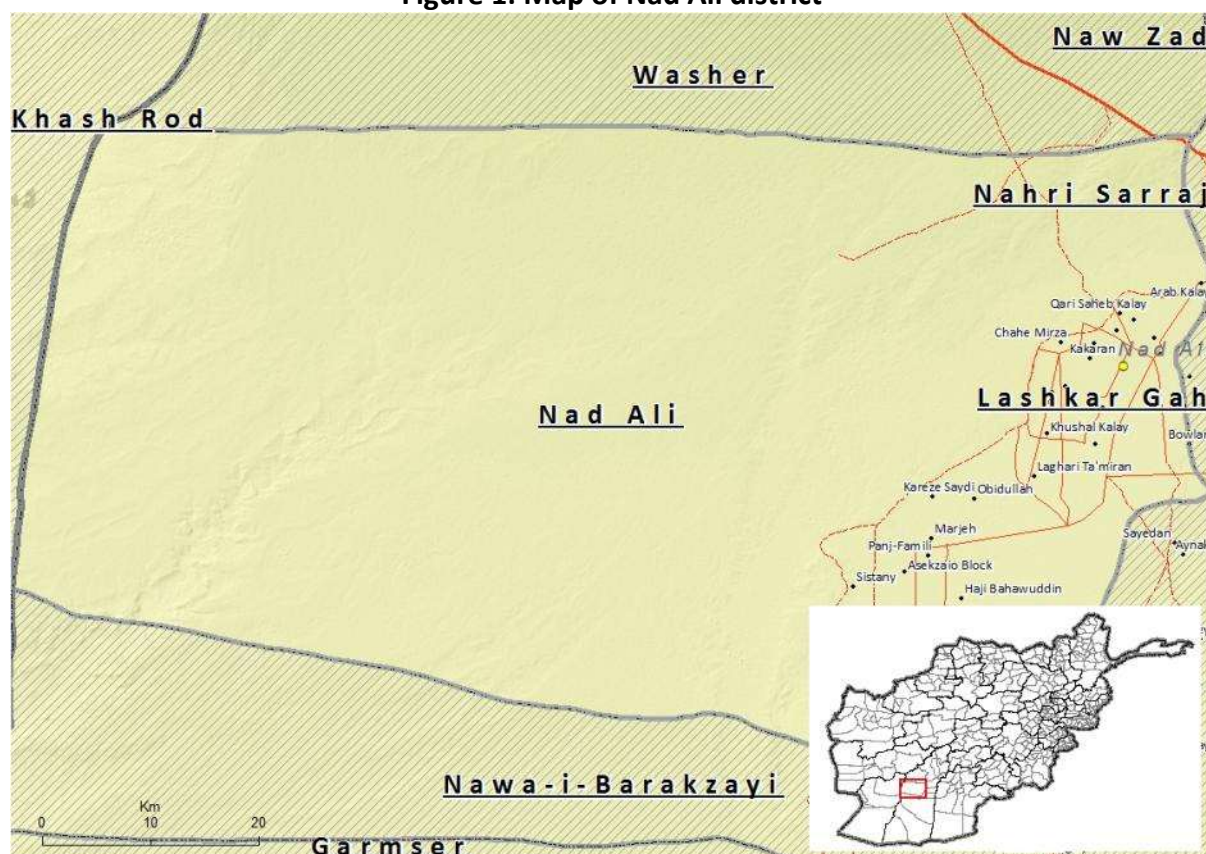 Figure 1: Map of Nad Ali district
Naw Zad
Washer
Khash Rod
Nahri Sarraj
Arab Kalay
Qari Saheb Kalay
Chahe Mirza
Kakaran
Nad Al
Lashkar Gah
Nad Ali
Khushal Kalay
Bowlan
Laghari Ta'miran
Kareze Saydi
Obidullah
Marjeh
Sayedan
Panj-Famili
Aynak
Asekzaio Block
Sistany
Haji Bahawuddin
Nawa-i-Barakzayi
Km
0 10 20
Garmser